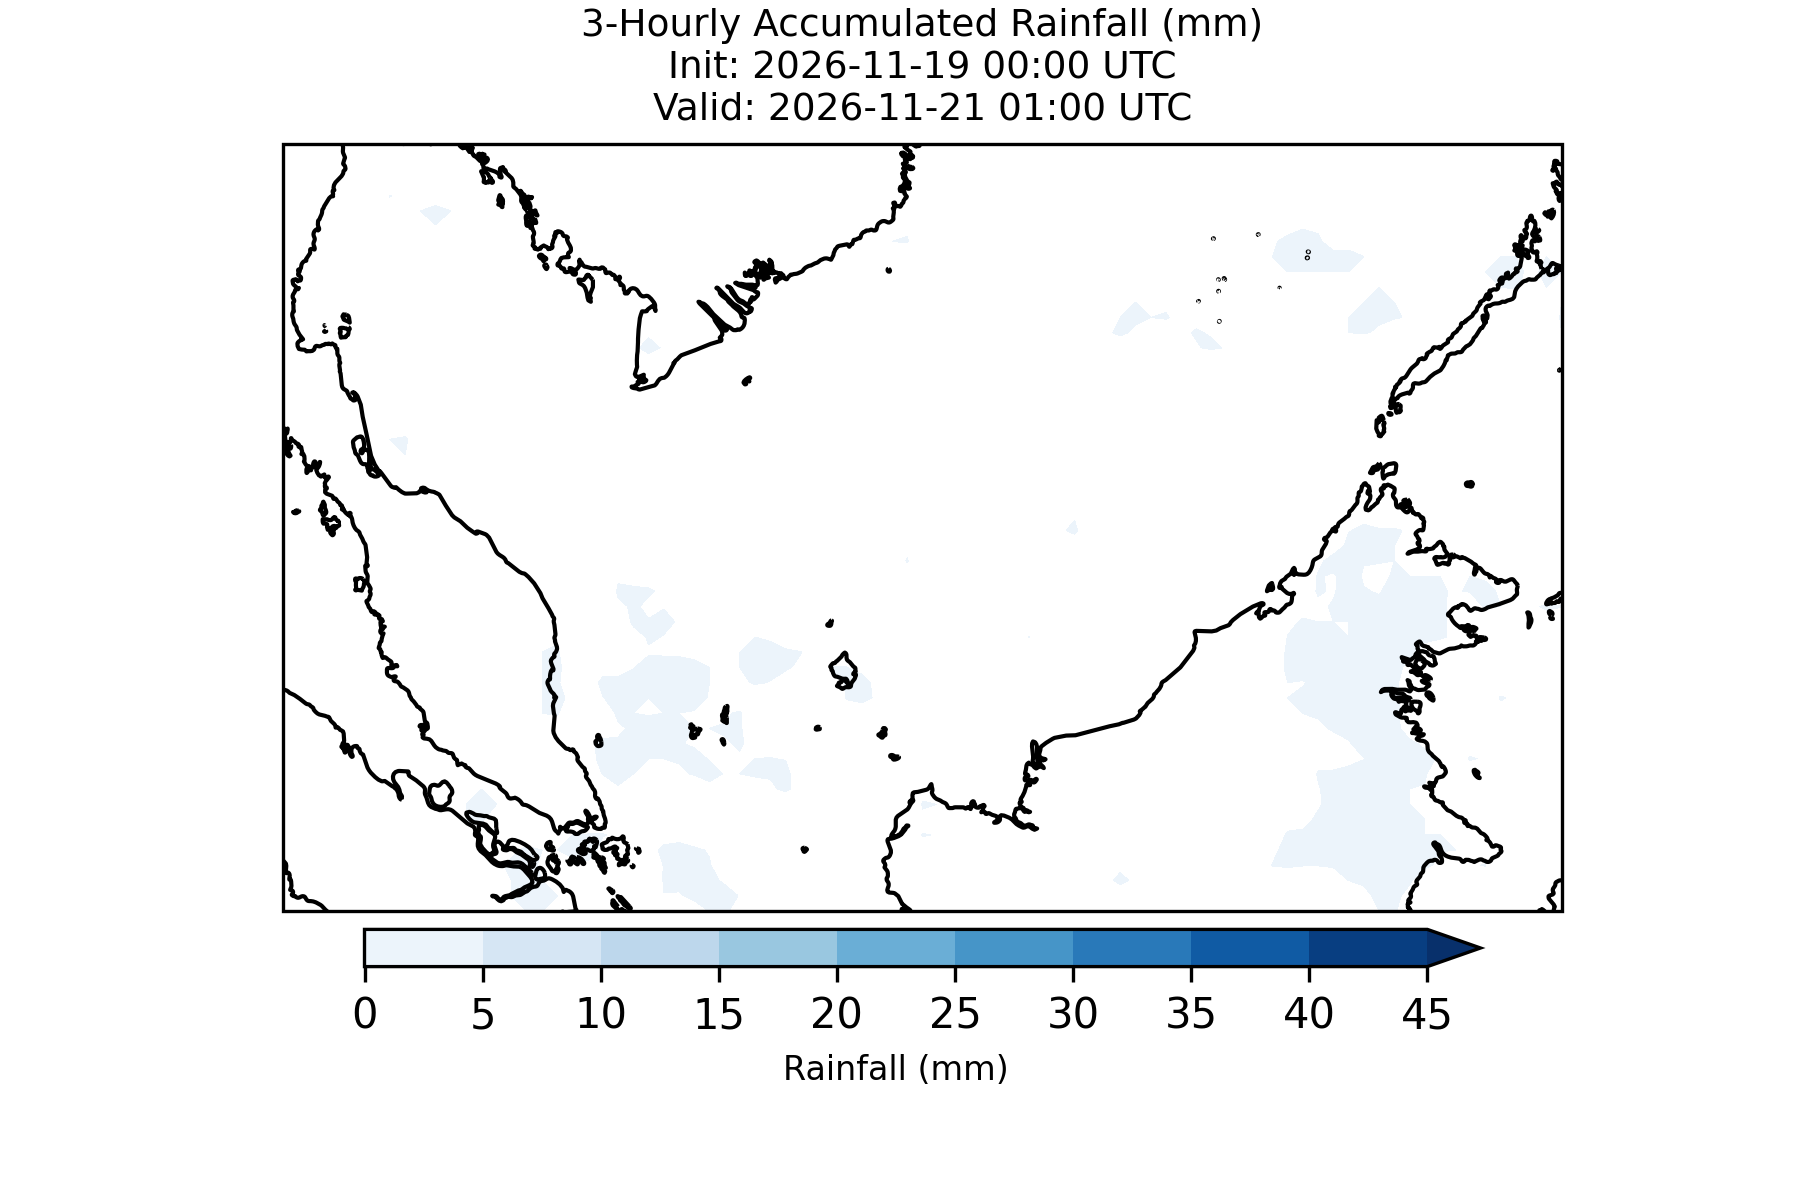 3-Hourly Accumulated Rainfall (mm)
Init: 2026-11-19 00:00 UTC
Valid: 2026-11-21 01:00 UTC
0 5 10 15 20 25 30 35 40 45
Rainfall (mm)